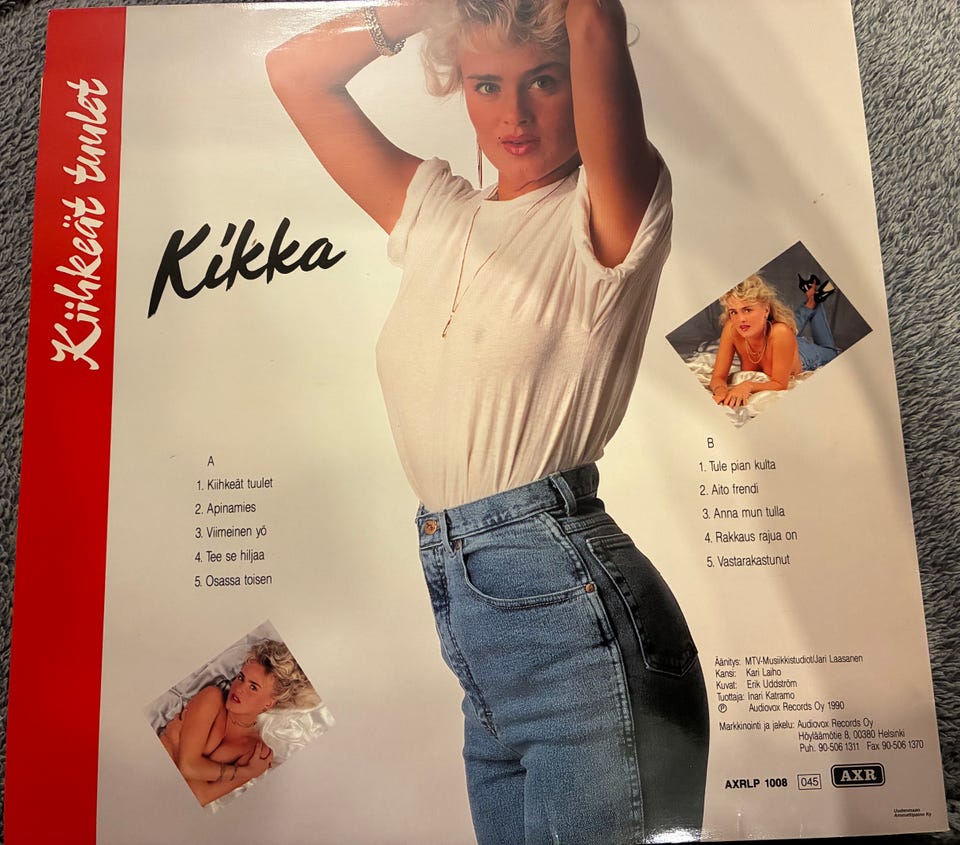 Kiihkeät tuulet
Kikka
A
1. Kiihkeät tuulet
2. Apinamies
3. Viimeinen yö
4. Tee se hiljaa
5. Osassa toisen
B
1. Tule pian kulta
2. Aito frendi
3. Anna mun tulla
4. Rakkaus rajua on
5. Vastarakastunut
Äänitys: MTV-Musiikkistudiot/Jari Laasanen
Kansi: Kari Laiho
Kuvat: Erik Uddström
Tuottaja: Inari Katramo
℗ Audiovox Records Oy 1990
Markkinointi ja jakelu: Audiovox Records Oy
Höyläämötie 8, 00380 Helsinki
Puh. 90-506 1311 Fax 90-506 1370
AXRLP 1008 045 AXR
Uudenmaan
Ammattipaino Ky